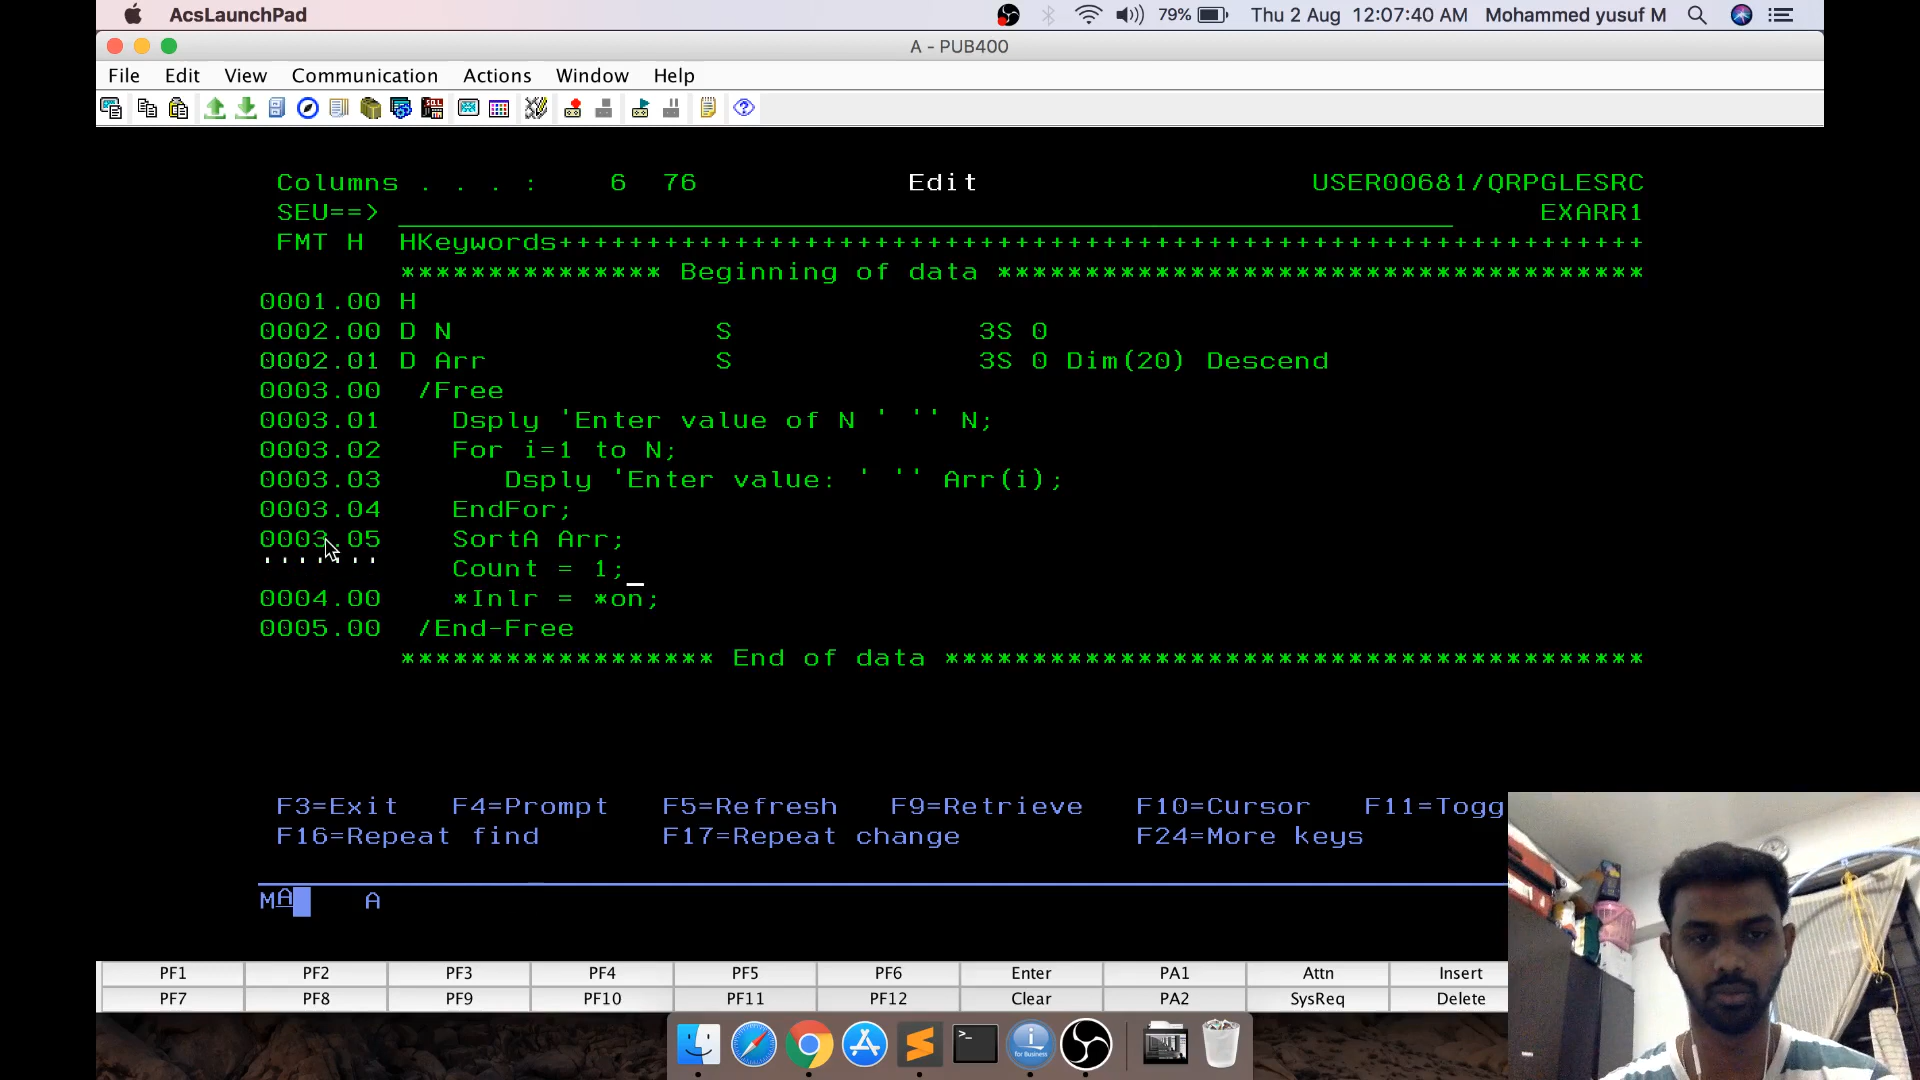 AcsLaunchPad 79% Thu 2 Aug 12:07:40 AM Mohammed yusuf M
A - PUB400
File Edit View Communication Actions Window Help
Columns . . . : 6 76 Edit USER00681/QRPGLESRC
SEU==> EXARR1
FMT H HKeywords++++++++++++++++++++++++++++++++++++++++++++++++++++++++++++++
*************** Beginning of data *************************************
0001.00 H
0002.00 D N S 3S 0
0002.01 D Arr S 3S 0 Dim(20) Descend
0003.00 /Free
0003.01 Dsply 'Enter value of N ' '' N;
0003.02 For i=1 to N;
0003.03 Dsply 'Enter value: ' '' Arr(i);
0003.04 EndFor;
0003.05 SortA Arr;
''''''' Count = 1;_
0004.00 *Inlr = *on;
0005.00 /End-Free
****************** End of data ****************************************
F3=Exit F4=Prompt F5=Refresh F9=Retrieve F10=Cursor F11=Togg
F16=Repeat find F17=Repeat change F24=More keys
MA A
PF1 PF2 PF3 PF4 PF5 PF6 Enter PA1 Attn Insert
PF7 PF8 PF9 PF10 PF11 PF12 Clear PA2 SysReq Delete
i for Business